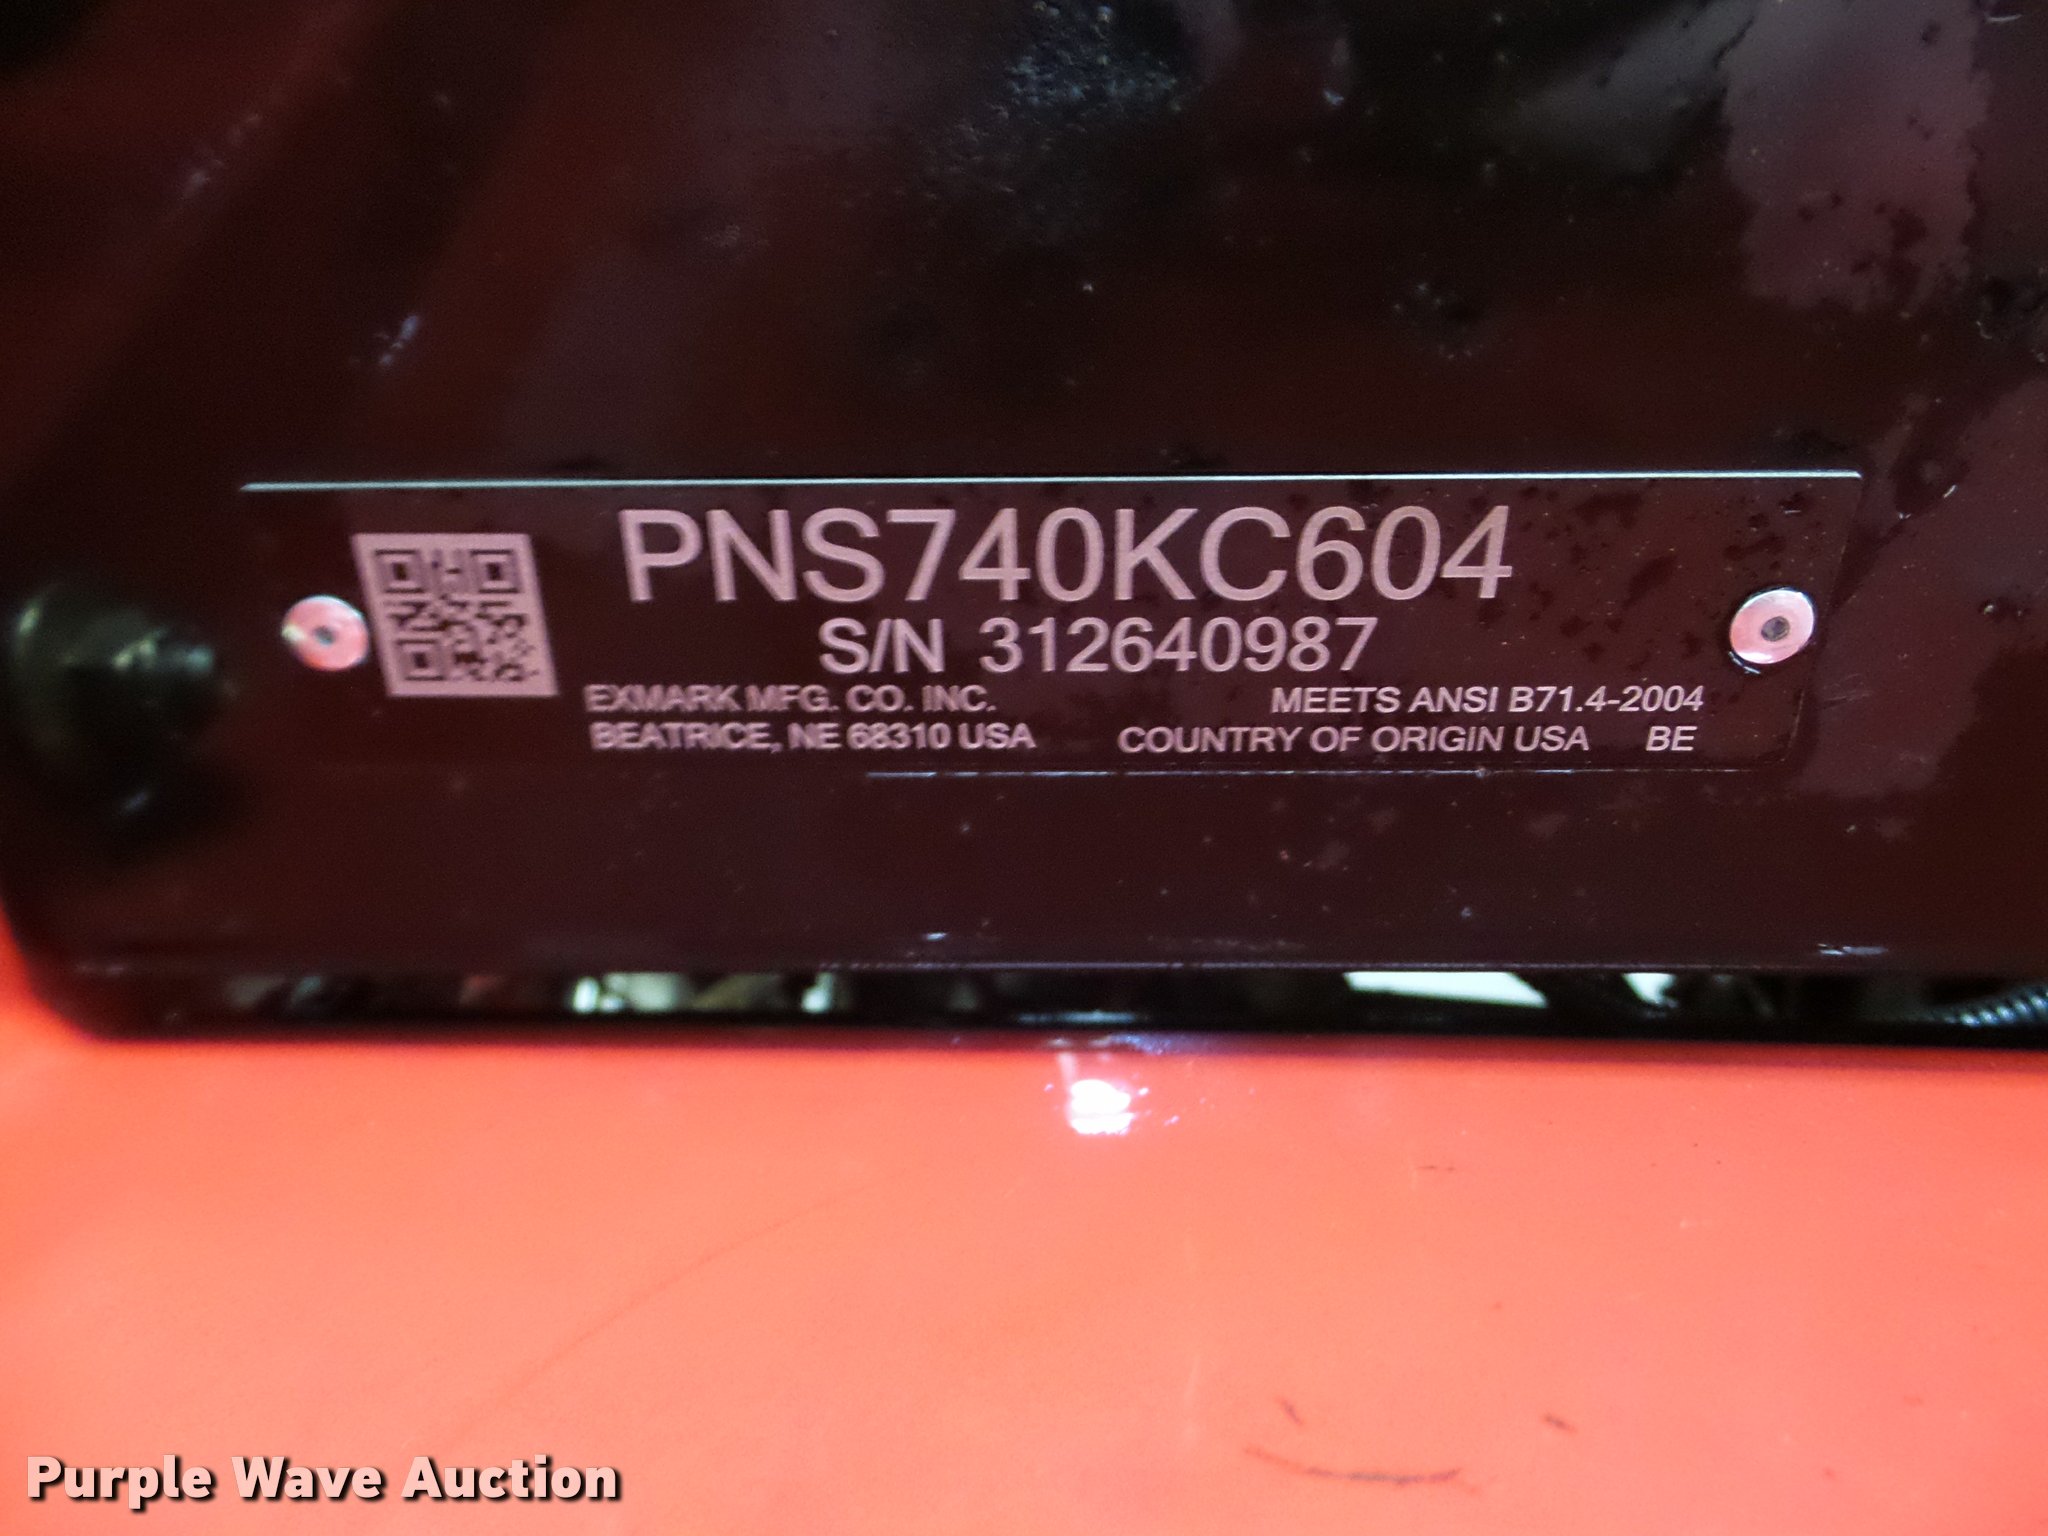 PNS740KC604
S/N 312640987
EXMARK MFG. CO. INC.
MEETS ANSI B71.4-2004
BEATRICE, NE 68310 USA
COUNTRY OF ORIGIN USA BE
Purple Wave Auction